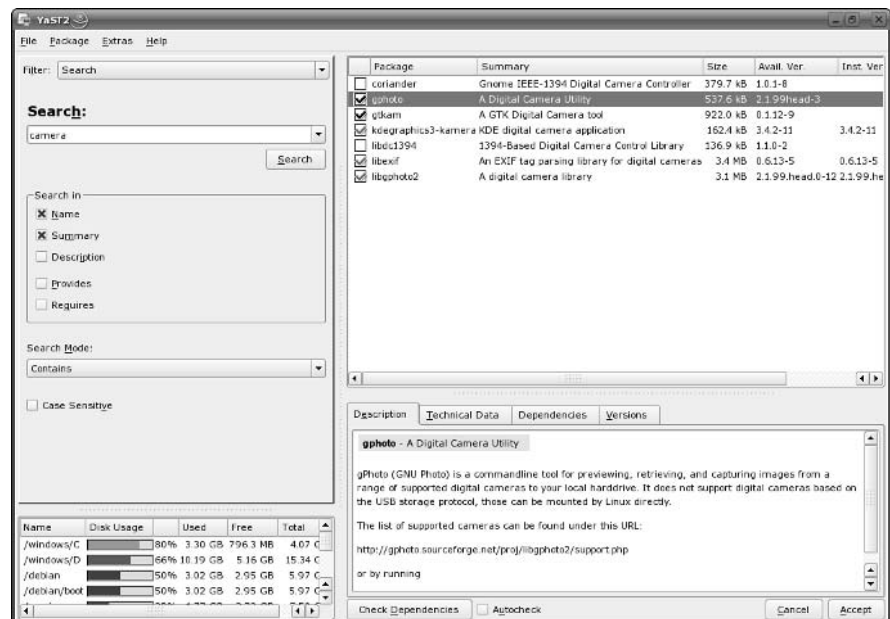 YaST2
File Package Extras Help
Filter: Search
Search:
camera
Search
Search in
Name
Summary
Description
Provides
Requires
Search Mode:
Contains
Case Sensitive
Name Disk Usage Used Free Total
/windows/C 80% 3.30 GB 796.3 MB 4.07 G
/windows/D 66% 10.19 GB 5.16 GB 15.34 G
/debian 50% 3.02 GB 2.95 GB 5.97 G
/debian/boot 50% 3.02 GB 2.95 GB 5.97 G
Package Summary Size Avail. Ver. Inst. Ver
coriander Gnome IEEE-1394 Digital Camera Controller 379.7 kB 1.0.1-8
gphoto A Digital Camera Utility 537.6 kB 2.1.99head-3
gtkam A GTK Digital Camera tool 922.0 kB 0.1.12-9
kdegraphics3-kamera KDE digital camera application 162.4 kB 3.4.2-11 3.4.2-11
libdc1394 1394-Based Digital Camera Control Library 136.9 kB 1.1.0-2
libexif An EXIF tag parsing library for digital cameras 3.4 MB 0.6.13-5 0.6.13-5
libgphoto2 A digital camera library 3.1 MB 2.1.99.head.0-12 2.1.99.he
Description Technical Data Dependencies Versions
gphoto - A Digital Camera Utility
gPhoto (GNU Photo) is a commandline tool for previewing, retrieving, and capturing images from a
range of supported digital cameras to your local harddrive. It does not support digital cameras based on
the USB storage protocol, those can be mounted by Linux directly.
The list of supported cameras can be found under this URL:
http://gphoto.sourceforge.net/proj/libgphoto2/support.php
or by running
Check Dependencies Autocheck Cancel Accept